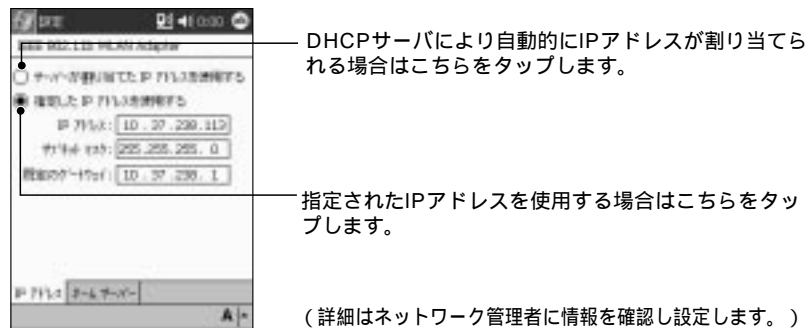 設定 0:00 ok
IEEE 802.11b WLAN Adapter
DHCPサーバにより自動的にIPアドレスが割り当てら
れる場合はこちらをタップします。
サーバーが割り当てた IP アドレスを使用する
指定した IP アドレスを使用する
IP アドレス: 10 . 37 .238.113
サブネット マスク: 255.255.255. 0
既定のゲートウェイ: 10 . 37 .238. 1
指定されたIPアドレスを使用する場合はこちらをタッ
プします。
IP アドレス ネーム サーバー
A
(詳細はネットワーク管理者に情報を確認し設定します。)